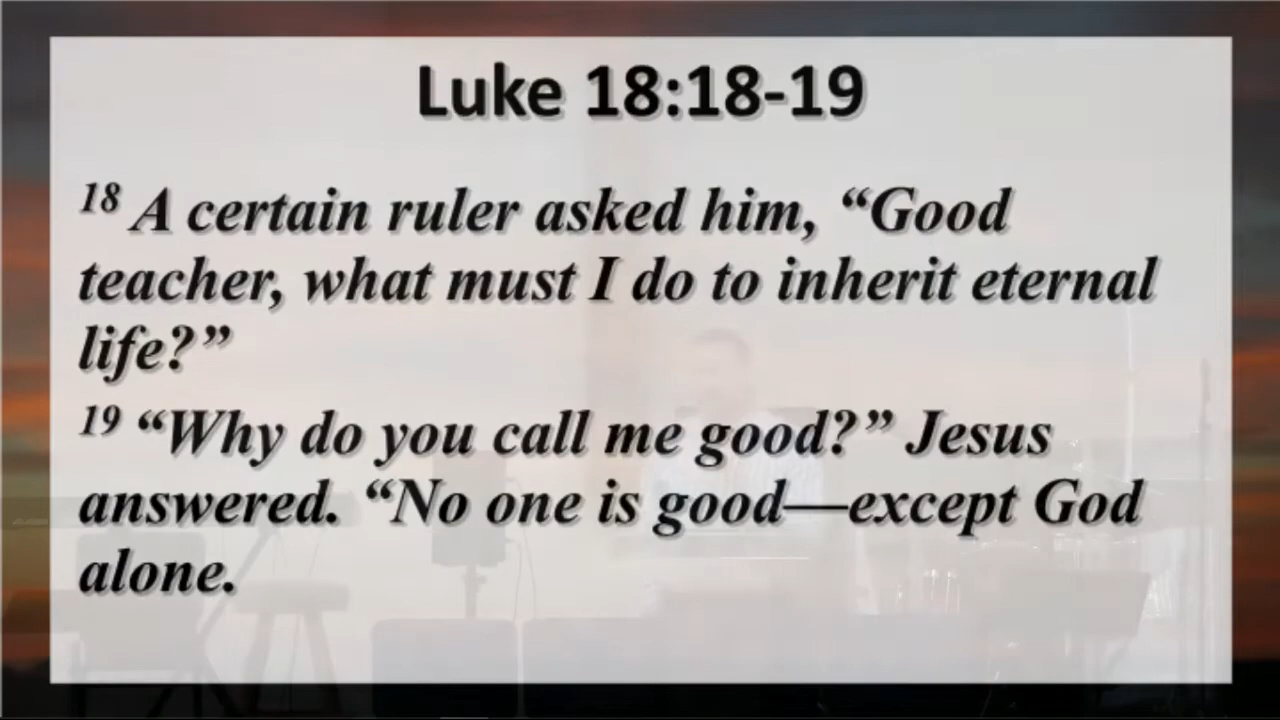 Luke 18:18-19
18 A certain ruler asked him, “Good
teacher, what must I do to inherit eternal
life?”
19 “Why do you call me good?” Jesus
answered. “No one is good—except God
alone.